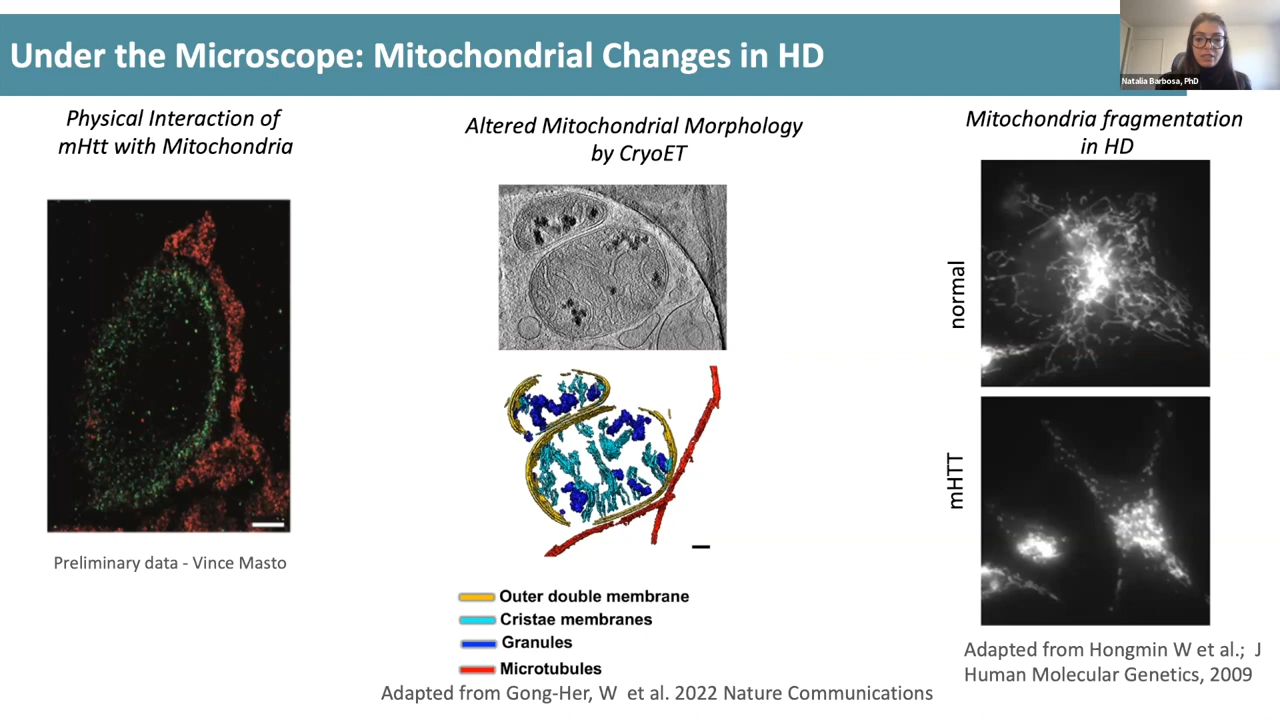 Under the Microscope: Mitochondrial Changes in HD
Natalia Barbosa, PhD
Physical Interaction of
mHtt with Mitochondria
Preliminary data - Vince Masto
Altered Mitochondrial Morphology
by CryoET
Outer double membrane
Cristae membranes
Granules
Microtubules
Adapted from Gong-Her, W et al. 2022 Nature Communications
Mitochondria fragmentation
in HD
normal
mHTT
Adapted from Hongmin W et al.; J
Human Molecular Genetics, 2009